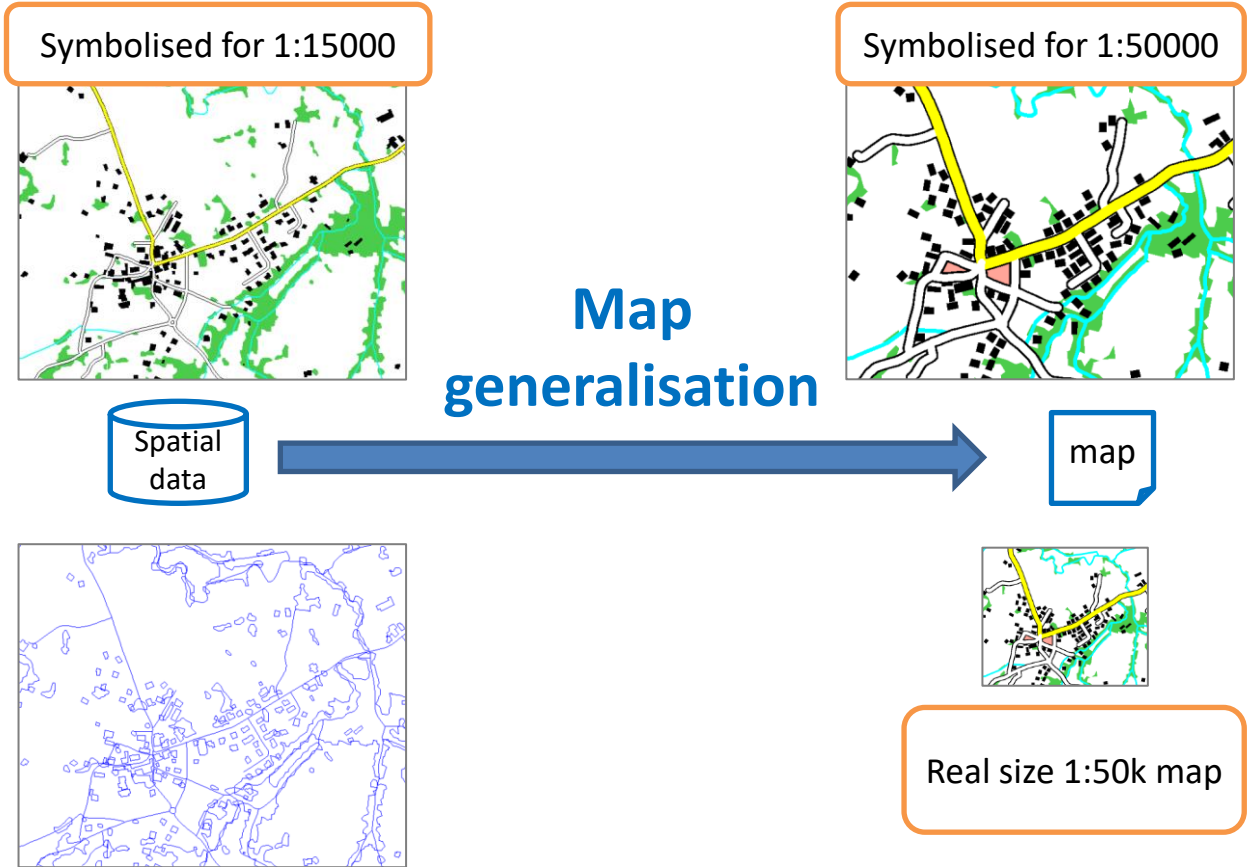 Symbolised for 1:15000
Symbolised for 1:50000
Map
generalisation
Spatial
data
map
Real size 1:50k map